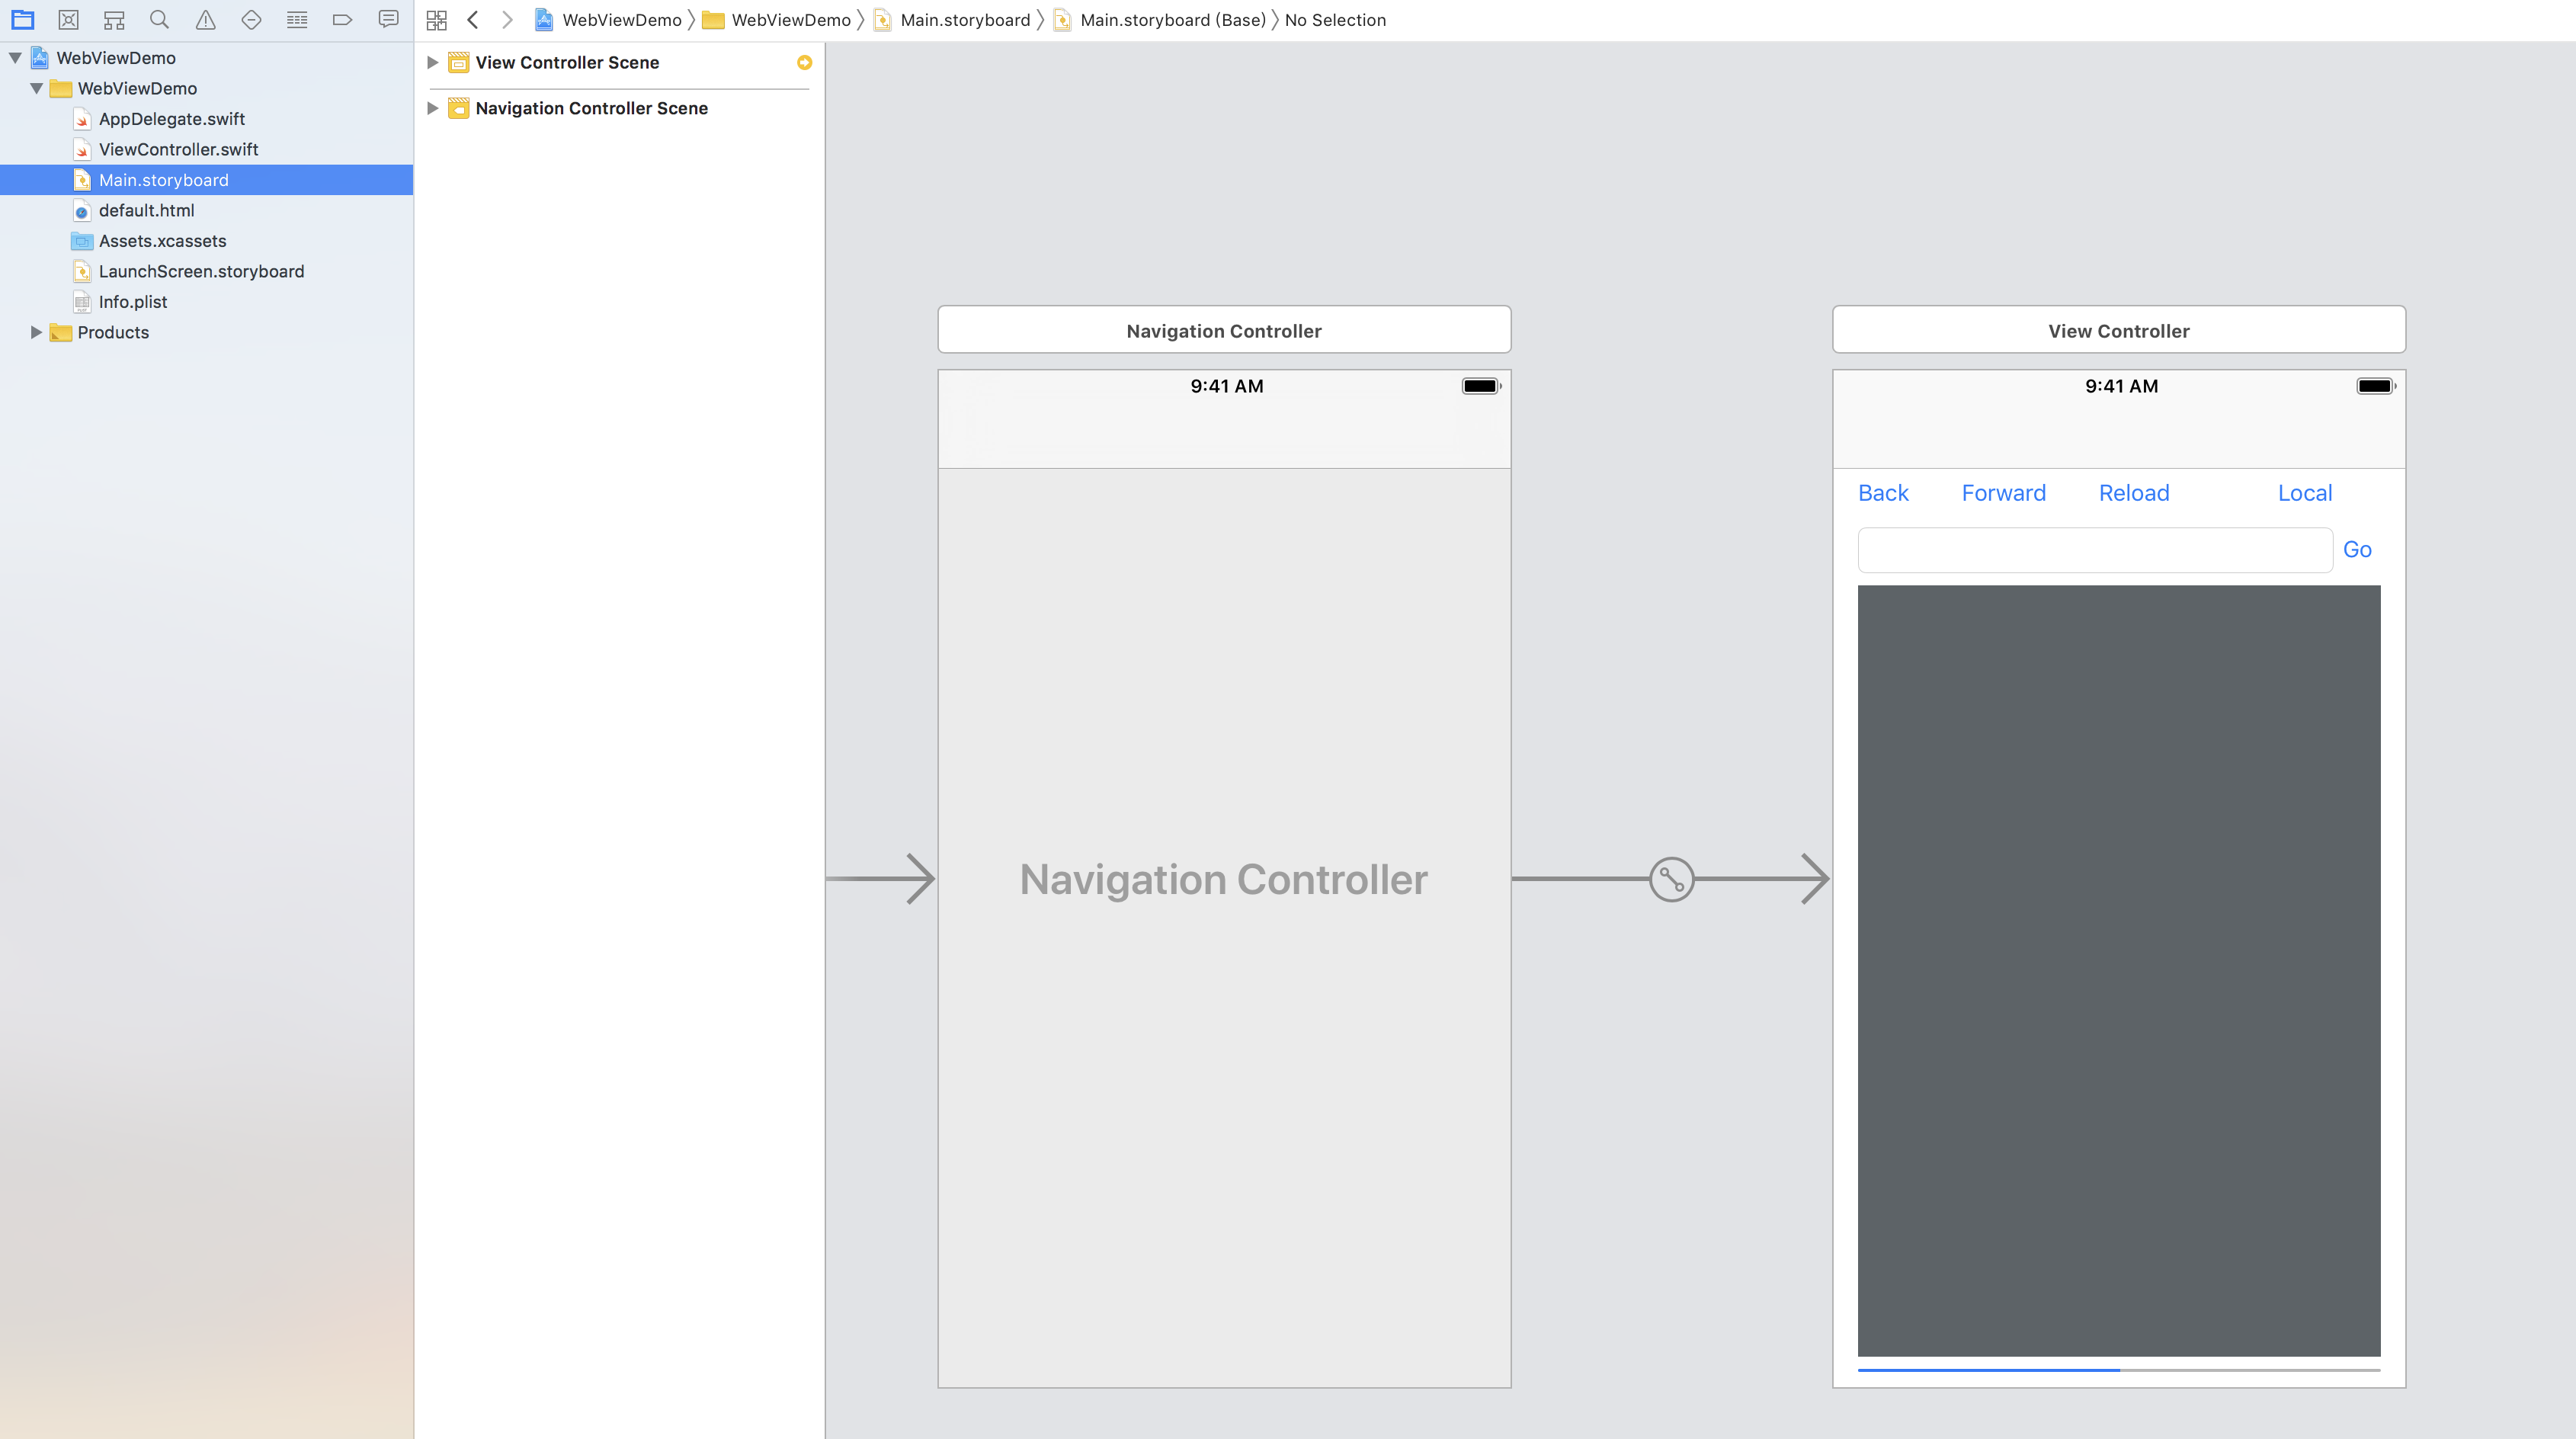 WebViewDemo 〉 WebViewDemo 〉 Main.storyboard 〉 Main.storyboard (Base) 〉 No Selection
WebViewDemo
WebViewDemo
AppDelegate.swift
ViewController.swift
Main.storyboard
default.html
Assets.xcassets
LaunchScreen.storyboard
Info.plist
Products
View Controller Scene
Navigation Controller Scene
Navigation Controller
9:41 AM
Navigation Controller
View Controller
9:41 AM
Back Forward Reload Local
Go